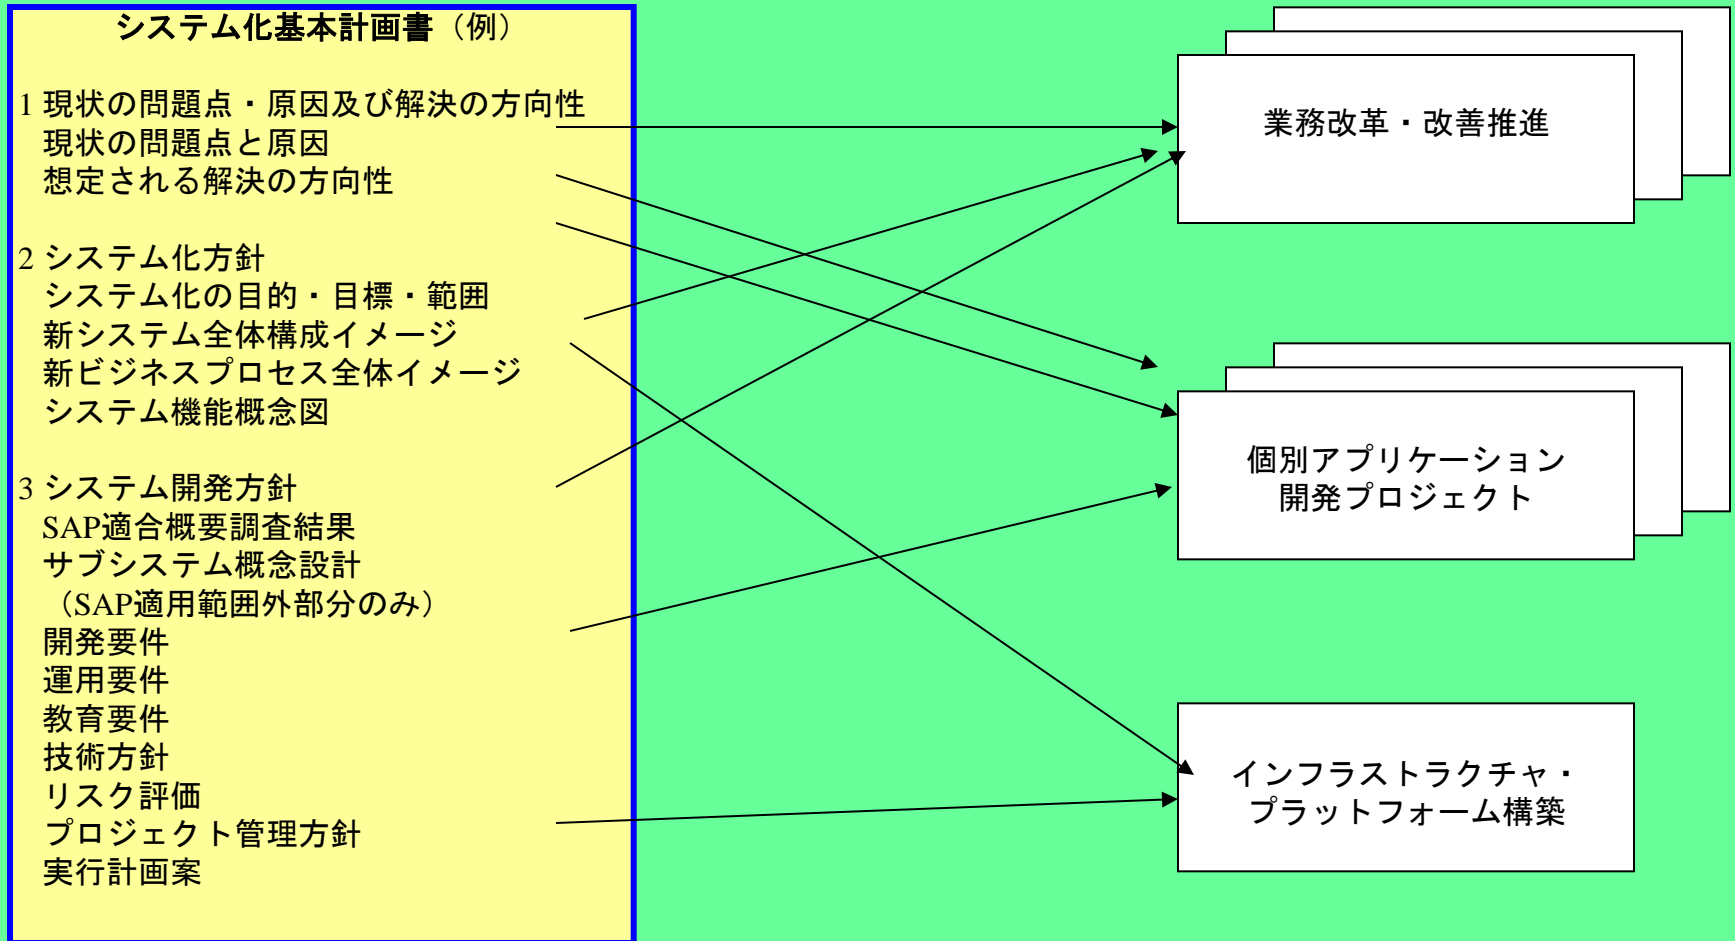 システム化基本計画書（例）
1 現状の問題点・原因及び解決の方向性
現状の問題点と原因
想定される解決の方向性
2 システム化方針
システム化の目的・目標・範囲
新システム全体構成イメージ
新ビジネスプロセス全体イメージ
システム機能概念図
3 システム開発方針
SAP適合概要調査結果
サブシステム概念設計
（SAP適用範囲外部分のみ）
開発要件
運用要件
教育要件
技術方針
リスク評価
プロジェクト管理方針
実行計画案
業務改革・改善推進
個別アプリケーション
開発プロジェクト
インフラストラクチャ・
プラットフォーム構築